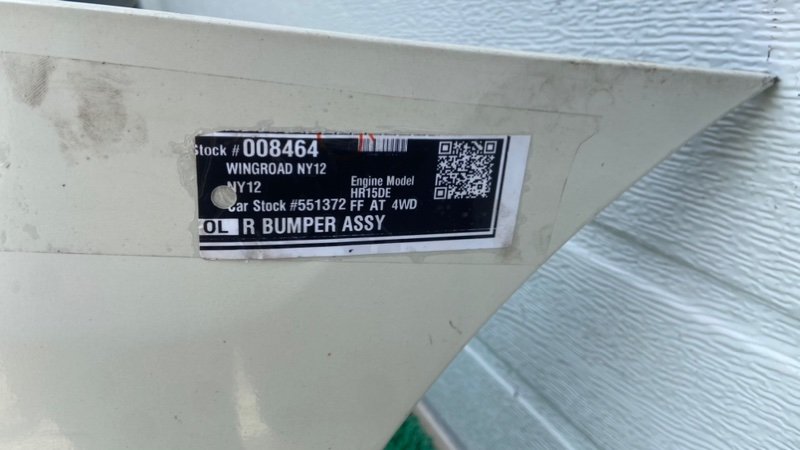 Stock # 008464
WINGROAD NY12
NY12
Engine Model
HR15DE
Car Stock #551372 FF AT 4WD
OL R BUMPER ASSY